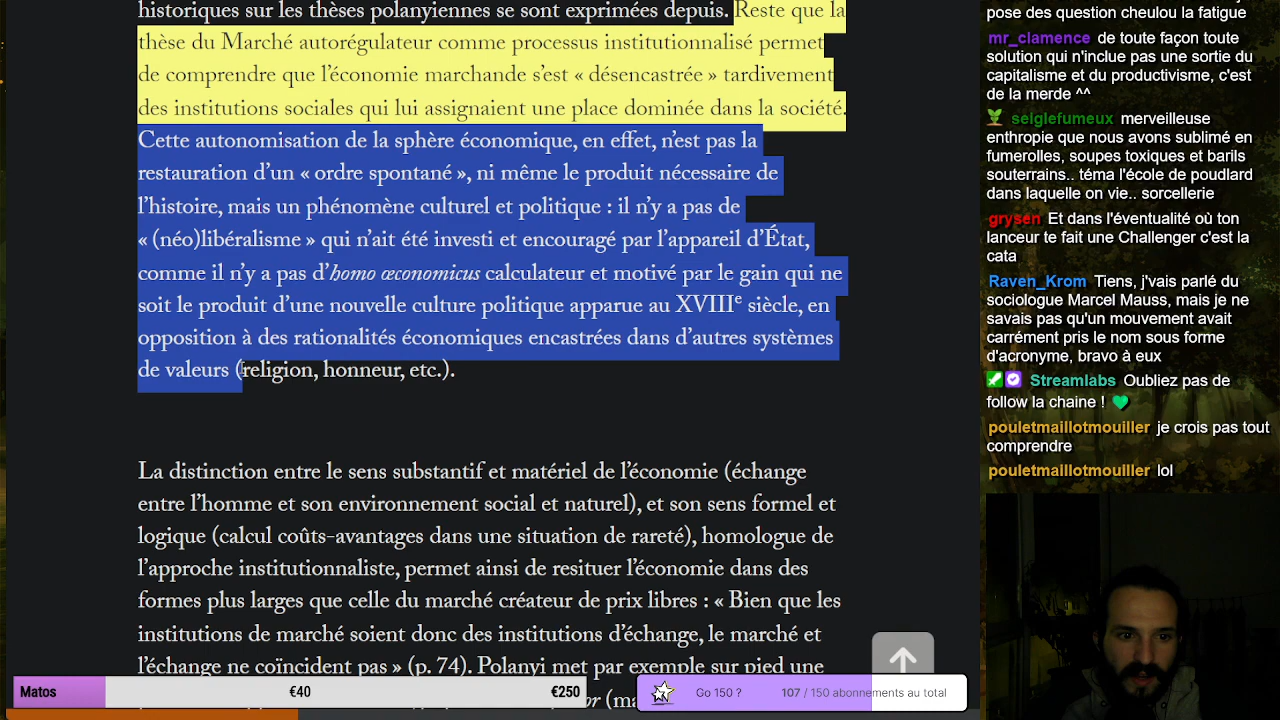 historiques sur les thèses polanyiennes se sont exprimées depuis. Reste que la
thèse du Marché autorégulateur comme processus institutionnalisé permet
de comprendre que l'économie marchande s'est « désencastrée » tardivement
des institutions sociales qui lui assignaient une place dominée dans la société.
Cette autonomisation de la sphère économique, en effet, n'est pas la
restauration d'un « ordre spontané », ni même le produit nécessaire de
l'histoire, mais un phénomène culturel et politique : il n'y a pas de
« (néo)libéralisme » qui n'ait été investi et encouragé par l'appareil d'État,
comme il n'y a pas d'homo œconomicus calculateur et motivé par le gain qui ne
soit le produit d'une nouvelle culture politique apparue au XVIIIe siècle, en
opposition à des rationalités économiques encastrées dans d'autres systèmes
de valeurs (religion, honneur, etc.).
La distinction entre le sens substantif et matériel de l'économie (échange
entre l'homme et son environnement social et naturel), et son sens formel et
logique (calcul coûts-avantages dans une situation de rareté), homologue de
l'approche institutionnaliste, permet ainsi de resituer l'économie dans des
formes plus larges que celle du marché créateur de prix libres : « Bien que les
institutions de marché soient donc des institutions d'échange, le marché et
l'échange ne coïncident pas » (p. 74). Polanyi met par exemple sur pied une
Matos
€40
€250
Go 150 ?
107 / 150 abonnements au total
pose des question cheulou la fatigue
mr_clamence de toute façon toute
solution qui n'inclue pas une sortie du
capitalisme et du productivisme, c'est
de la merde ^^
seiglefumeux merveilleuse
enthropie que nous avons sublimé en
fumerolles, soupes toxiques et barils
souterrains.. téma l'école de poudlard
dans laquelle on vie.. sorcellerie
grysen Et dans l'éventualité où ton
lanceur te fait une Challenger c'est la
cata
Raven_Krom Tiens, j'vais parlé du
sociologue Marcel Mauss, mais je ne
savais pas qu'un mouvement avait
carrément pris le nom sous forme
d'acronyme, bravo à eux
Streamlabs Oubliez pas de
follow la chaine !
pouletmaillotmouiller je crois pas tout
comprendre
pouletmaillotmouiller lol